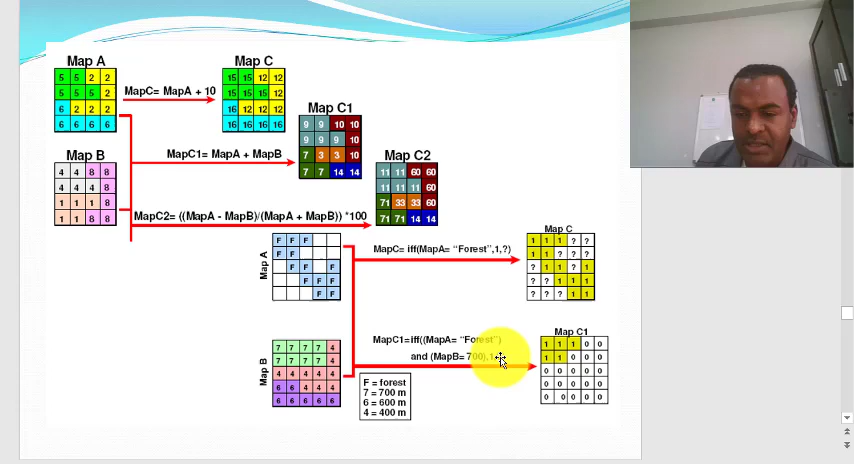 Map A
5 5 2 2
5 5 5 2
6 2 2 2
6 6 6 6
MapC= MapA + 10
Map C
15 15 12 12
15 15 15 12
16 12 12 12
16 16 16 16
Map B
4 4 8 8
4 4 4 8
1 1 1 8
1 1 8 8
MapC1= MapA + MapB
Map C1
9 9 10 10
9 9 9 10
7 3 3 10
7 7 14 14
MapC2= ((MapA - MapB)/(MapA + MapB)) *100
Map C2
11 11 60 60
11 11 11 60
71 33 33 60
71 71 14 14
Map A
F F F
F F
F F F
F F F
F F
MapC= iff(MapA= “Forest”,1,?)
Map C
1 1 1 ? ?
1 1 ? ? ?
? 1 1 ? 1
? ? 1 1 1
? ? ? 1 1
Map B
7 7 7 7 4
7 7 7 7 4
4 4 4 4 4
6 6 4 4 4
6 6 6 6 6
MapC1=iff((MapA= “Forest”)
and (MapB= 700),1,
Map C1
1 1 1 0 0
1 1 0 0 0
0 0 0 0 0
0 0 0 0 0
0 0 0 0 0
F = forest
7 = 700 m
6 = 600 m
4 = 400 m